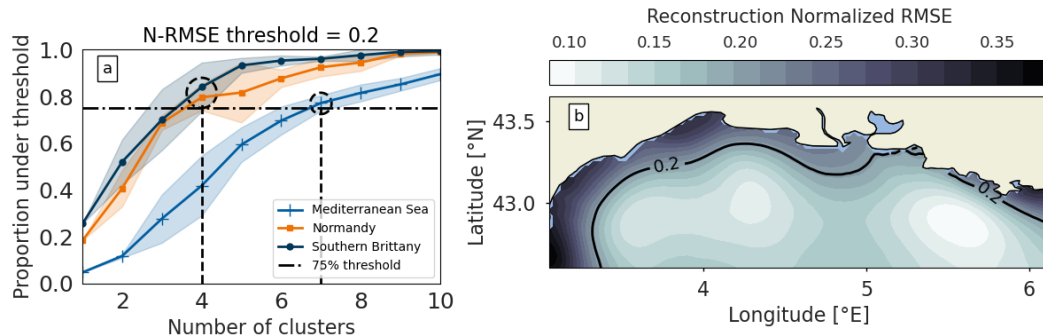 N-RMSE threshold = 0.2
Proportion under threshold
1.0
0.8
0.6
0.4
0.2
0.0
a
Mediterranean Sea
Normandy
Southern Brittany
75% threshold
2 4 6 8 10
Number of clusters
Reconstruction Normalized RMSE
0.10 0.15 0.20 0.25 0.30 0.35
b
Latitude [°N]
43.5
43.0
0.2
0.2
4 5 6
Longitude [°E]